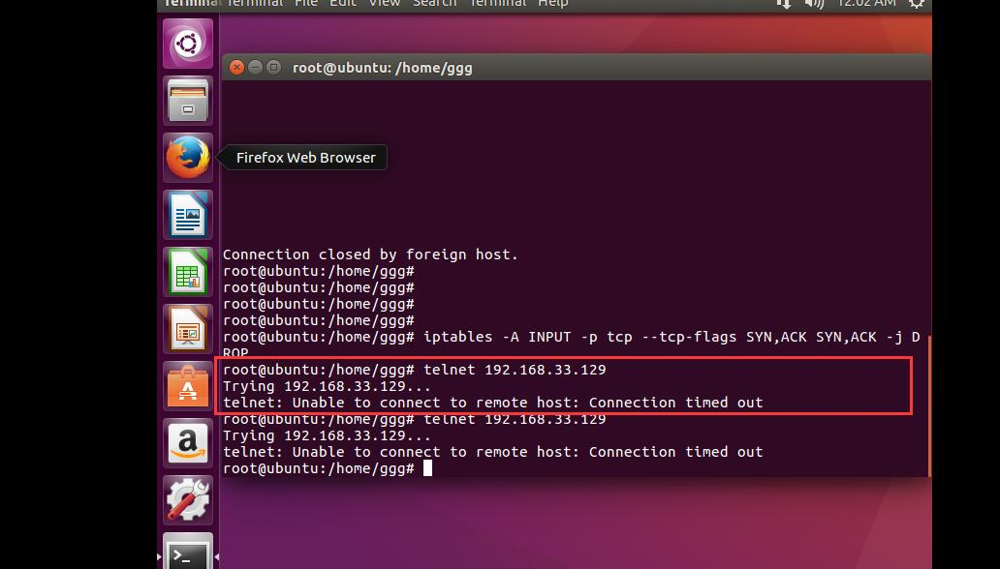 Terminal Terminal File Edit View Search Terminal Help 12:02 AM
root@ubuntu: /home/ggg
Firefox Web Browser
Connection closed by foreign host.
root@ubuntu:/home/ggg#
root@ubuntu:/home/ggg#
root@ubuntu:/home/ggg#
root@ubuntu:/home/ggg#
root@ubuntu:/home/ggg# iptables -A INPUT -p tcp --tcp-flags SYN,ACK SYN,ACK -j D
ROP
root@ubuntu:/home/ggg# telnet 192.168.33.129
Trying 192.168.33.129...
telnet: Unable to connect to remote host: Connection timed out
root@ubuntu:/home/ggg# telnet 192.168.33.129
Trying 192.168.33.129...
telnet: Unable to connect to remote host: Connection timed out
root@ubuntu:/home/ggg#